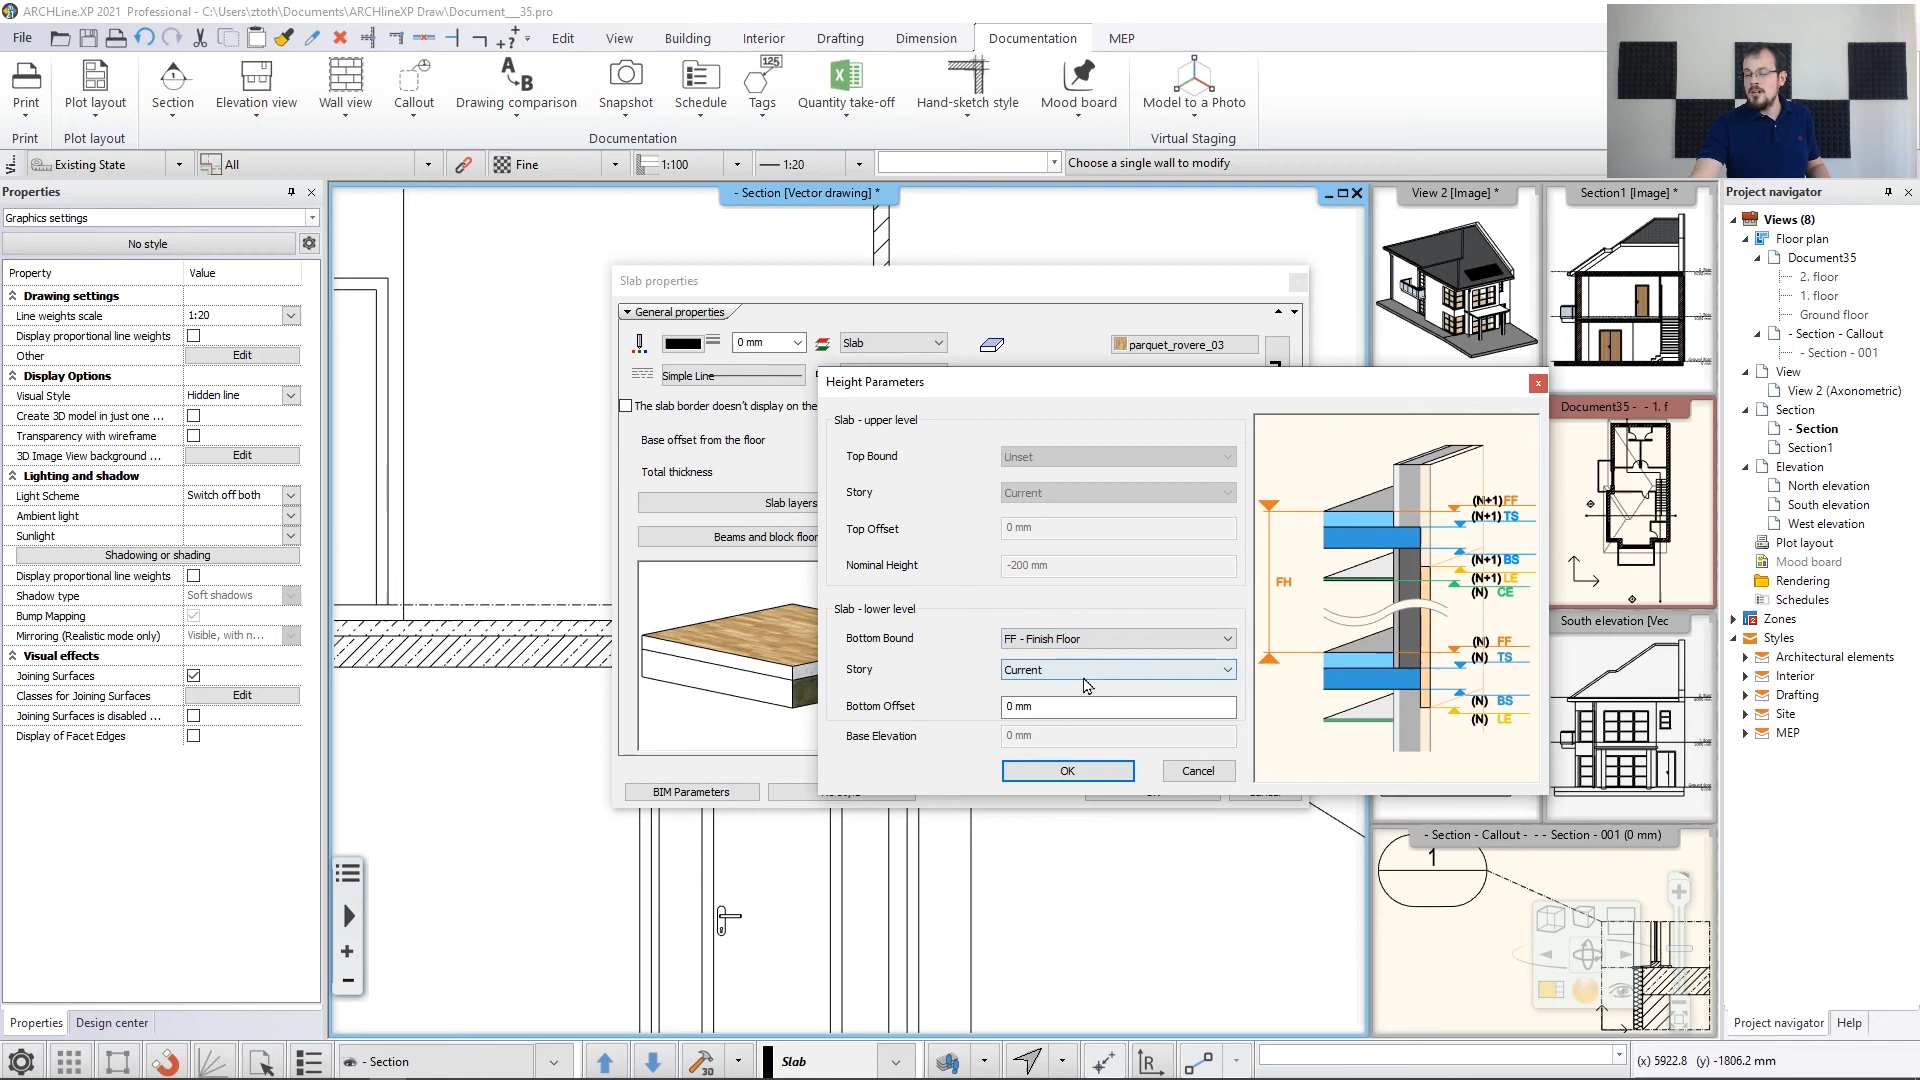 ARCHLine.XP 2021 Professional - C:\Users\ztoth\Documents\ARCHlineXP Draw\Document__35.pro
File Edit View Building Interior Drafting Dimension Documentation MEP
Print Plot layout Section Elevation view Wall view Callout Drawing comparison Snapshot Schedule Tags Quantity take-off Hand-sketch style Mood board Model to a Photo
Print Plot layout Documentation Virtual Staging
Existing State All Fine 1:100 1:20 Choose a single wall to modify
Properties
Graphics settings
No style
Property Value
Drawing settings
Line weights scale 1:20
Display proportional line weights
Other Edit
Display Options
Visual Style Hidden line
Create 3D model in just one ...
Transparency with wireframe
3D Image View background ... Edit
Lighting and shadow
Light Scheme Switch off both
Ambient light
Sunlight
Shadowing or shading
Display proportional line weights
Shadow type Soft shadows
Bump Mapping
Mirroring (Realistic mode only) Visible, with n...
Visual effects
Joining Surfaces
Classes for Joining Surfaces Edit
Joining Surfaces is disabled ...
Display of Facet Edges
Properties Design center
- Section [Vector drawing] *
Slab properties
General properties
0 mm Slab parquet_rovere_03
Simple Line
The slab border doesn't display on the
Base offset from the floor
Total thickness
Slab layers
Beams and block floor
BIM Parameters
Height Parameters
Slab - upper level
Top Bound Unset
Story Current
Top Offset 0 mm
Nominal Height -200 mm
Slab - lower level
Bottom Bound FF - Finish Floor
Story Current
Bottom Offset 0 mm
Base Elevation 0 mm
OK Cancel
(N+1) FF
(N+1) TS
(N+1) BS
(N+1) LE
(N) CE
FH
(N) FF
(N) TS
(N) BS
(N) LE
View 2 [Image] *
Section1 [Image] *
Document35 - - 1. f
South elevation [Vec
- Section - Callout - - - Section - 001 (0 mm)
1
Project navigator
Views (8)
Floor plan
Document35
2. floor
1. floor
Ground floor
- Section - Callout
- Section - 001
View
View 2 (Axonometric)
Section
- Section
Section1
Elevation
North elevation
South elevation
West elevation
Plot layout
Mood board
Rendering
Schedules
Zones
Styles
Architectural elements
Interior
Drafting
Site
MEP
Project navigator Help
- Section 3D Slab R (x) 5922.8 (y) -1806.2 mm